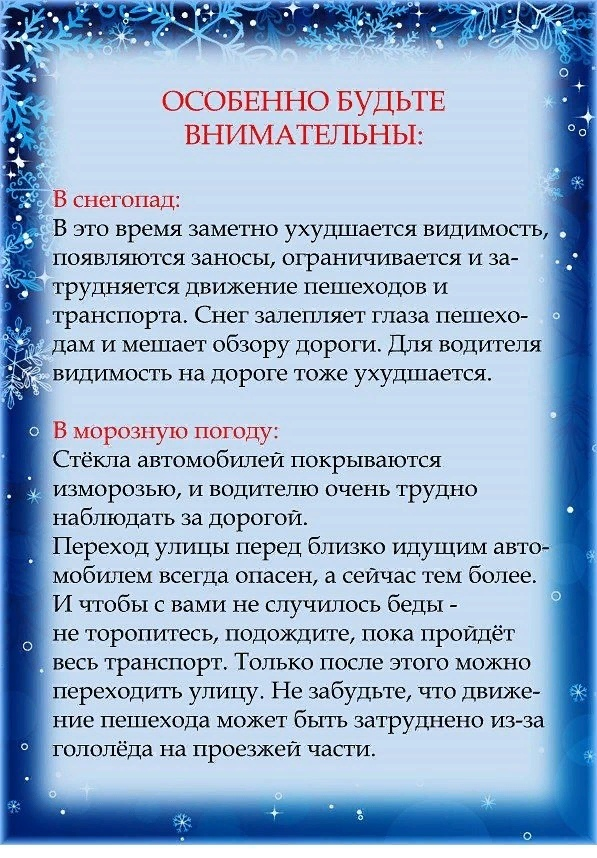 ОСОБЕННО БУДЬТЕ
ВНИМАТЕЛЬНЫ:
В снегопад:
В это время заметно ухудшается видимость,
появляются заносы, ограничивается и за-
трудняется движение пешеходов и
транспорта. Снег залепляет глаза пешехо-
дам и мешает обзору дороги. Для водителя
видимость на дороге тоже ухудшается.
В морозную погоду:
Стёкла автомобилей покрываются
изморозью, и водителю очень трудно
наблюдать за дорогой.
Переход улицы перед близко идущим авто-
мобилем всегда опасен, а сейчас тем более.
И чтобы с вами не случилось беды -
не торопитесь, подождите, пока пройдёт
весь транспорт. Только после этого можно
переходить улицу. Не забудьте, что движе-
ние пешехода может быть затруднено из-за
гололёда на проезжей части.